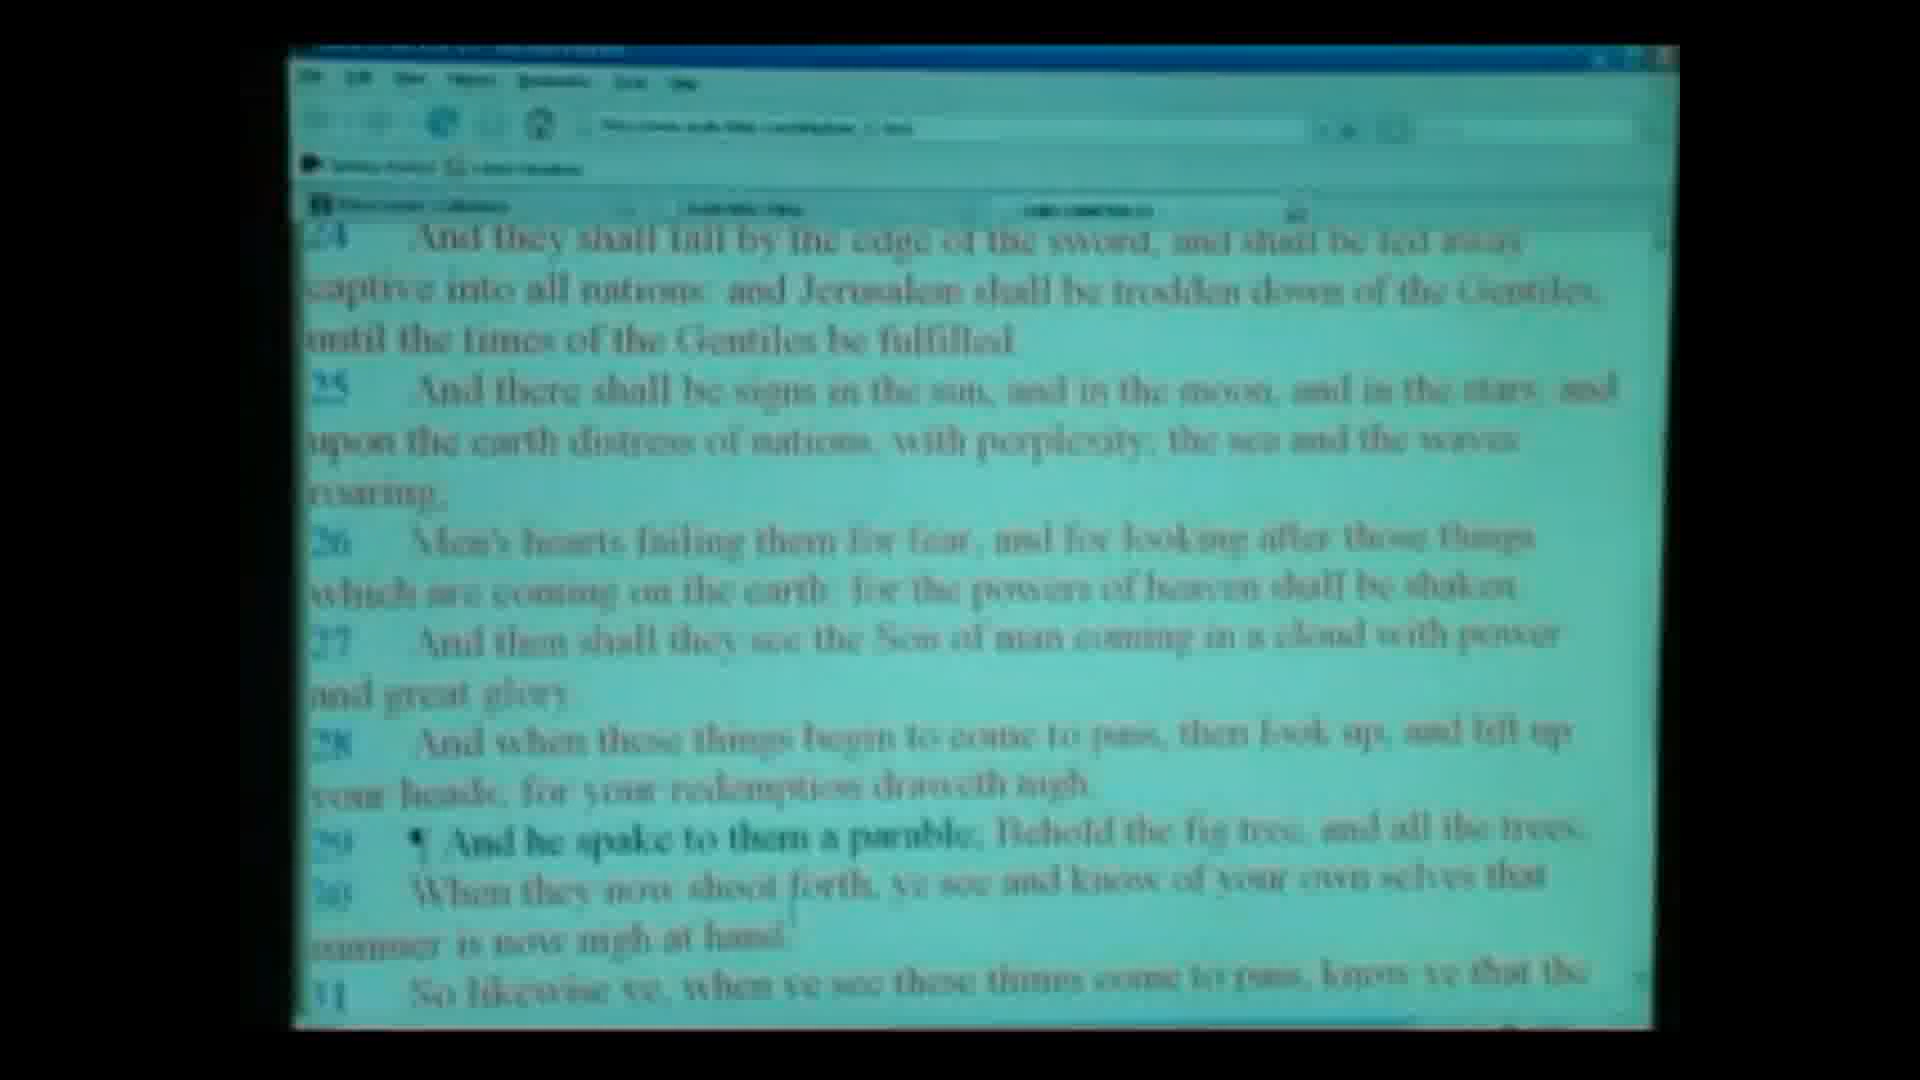 Help
24 And they shall fall by the edge of the sword, and shall be led away
captive into all nations: and Jerusalem shall be trodden down of the Gentiles,
until the times of the Gentiles be fulfilled.
25 And there shall be signs in the sun, and in the moon, and in the stars; and
upon the earth distress of nations, with perplexity; the sea and the waves
roaring;
26 Men's hearts failing them for fear, and for looking after those things
which are coming on the earth: for the powers of heaven shall be shaken.
27 And then shall they see the Son of man coming in a cloud with power
and great glory.
28 And when these things begin to come to pass, then look up, and lift up
your heads; for your redemption draweth nigh.
29 ¶ And he spake to them a parable; Behold the fig tree, and all the trees;
30 When they now shoot forth, ye see and know of your own selves that
summer is now nigh at hand.
31 So likewise ye, when ye see these things come to pass, know ye that the